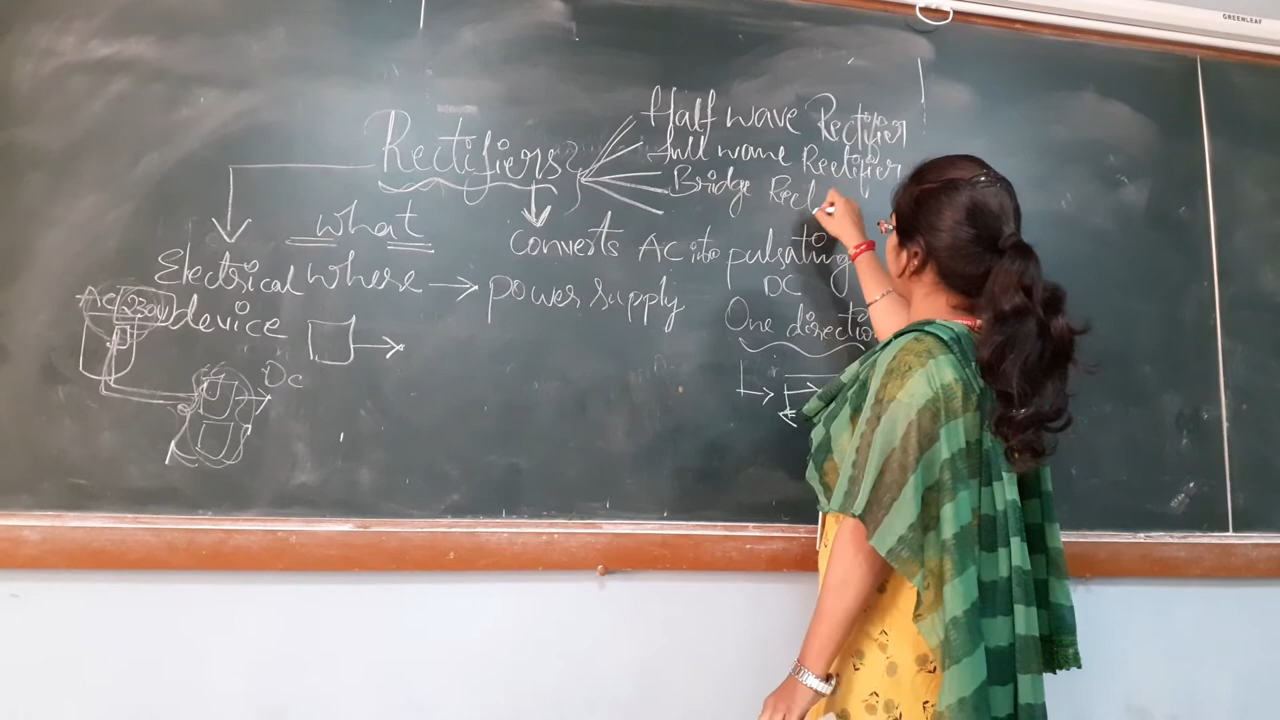 GREENLEAF
Half wave Rectifier
Rectifiers
full wave Rectifier
Bridge Rect
what
Converts Ac into pulsating
DC
Electrical
where → power supply
device
Ac 230V
One directio
Dc